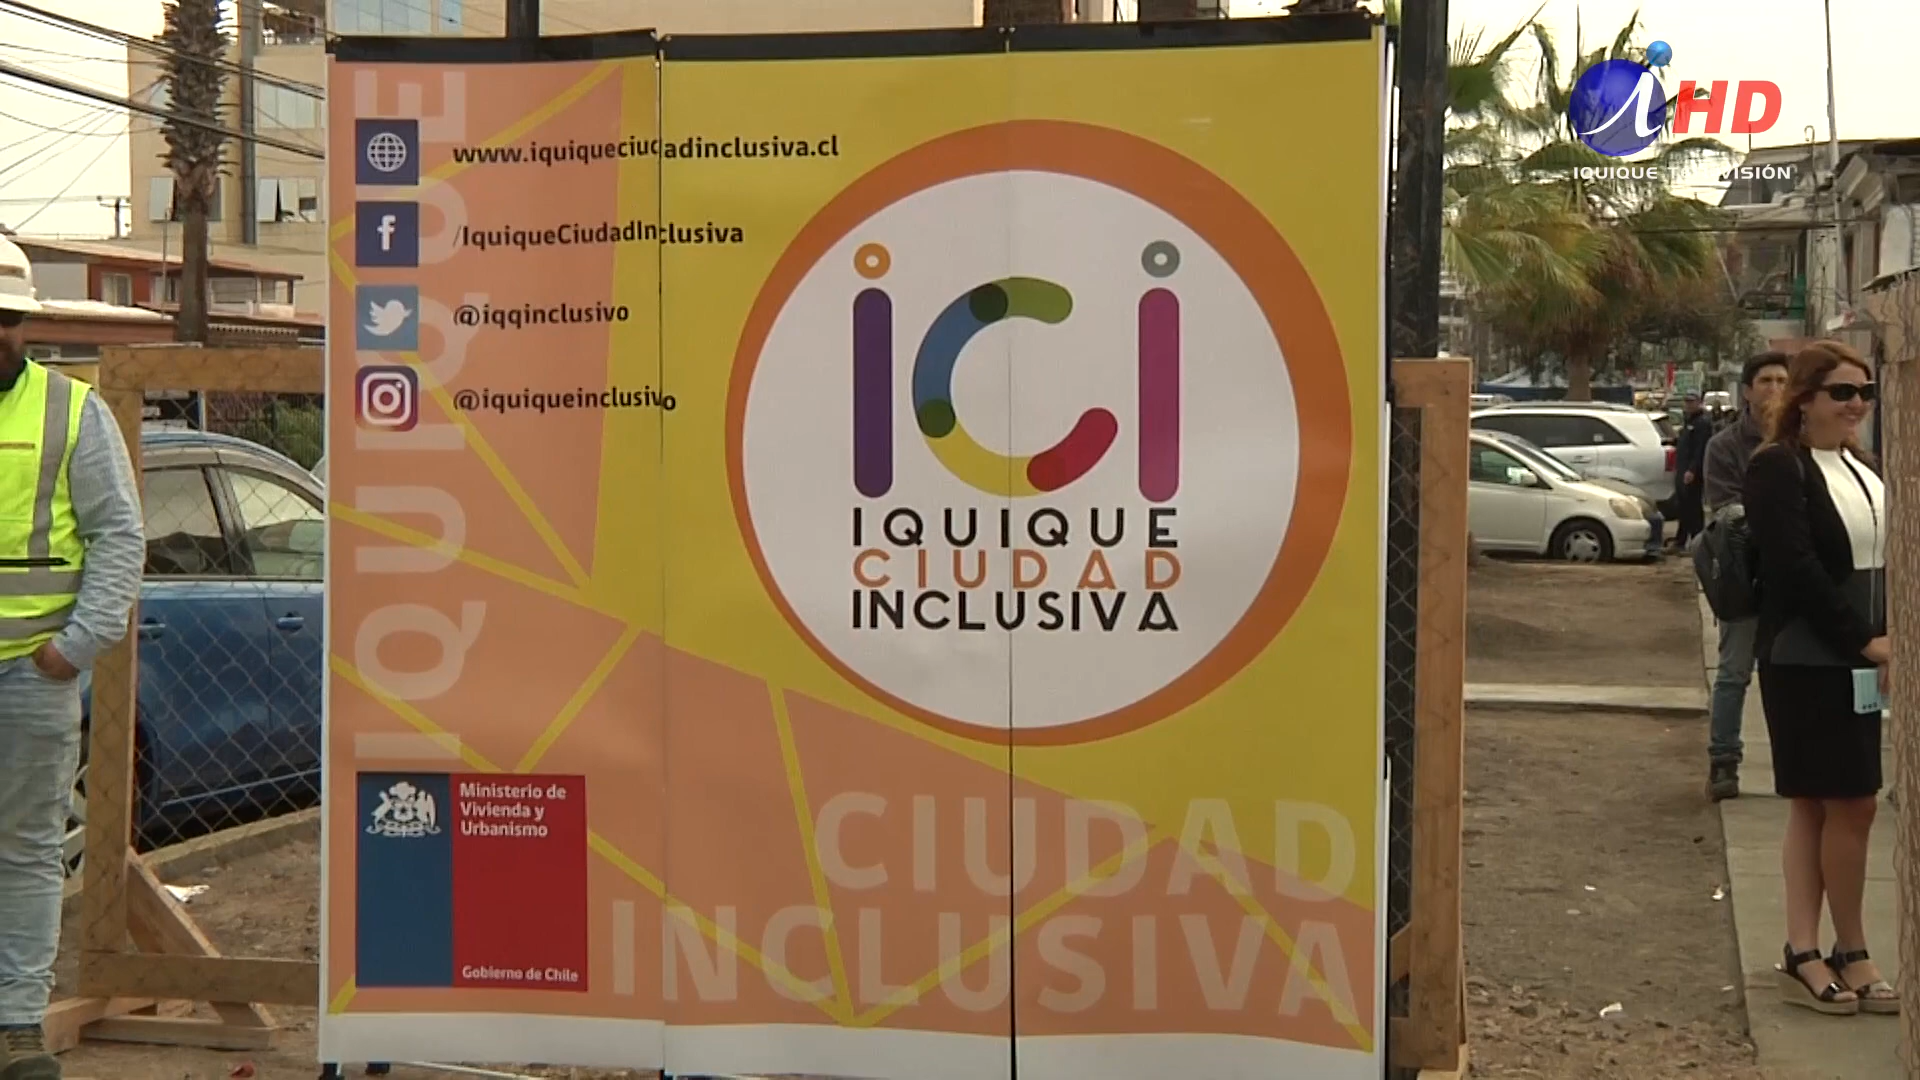 HD
IQUIQUE TELEVISIÓN
IQUIQUE
www.iquiqueciudadinclusiva.cl
/IquiqueCiudadInclusiva
@iqqinclusivo
@iquiqueinclusivo
ici
IQUIQUE
CIUDAD
INCLUSIVA
Ministerio de
Vivienda y
Urbanismo
Gobierno de Chile
CIUDAD
INCLUSIVA